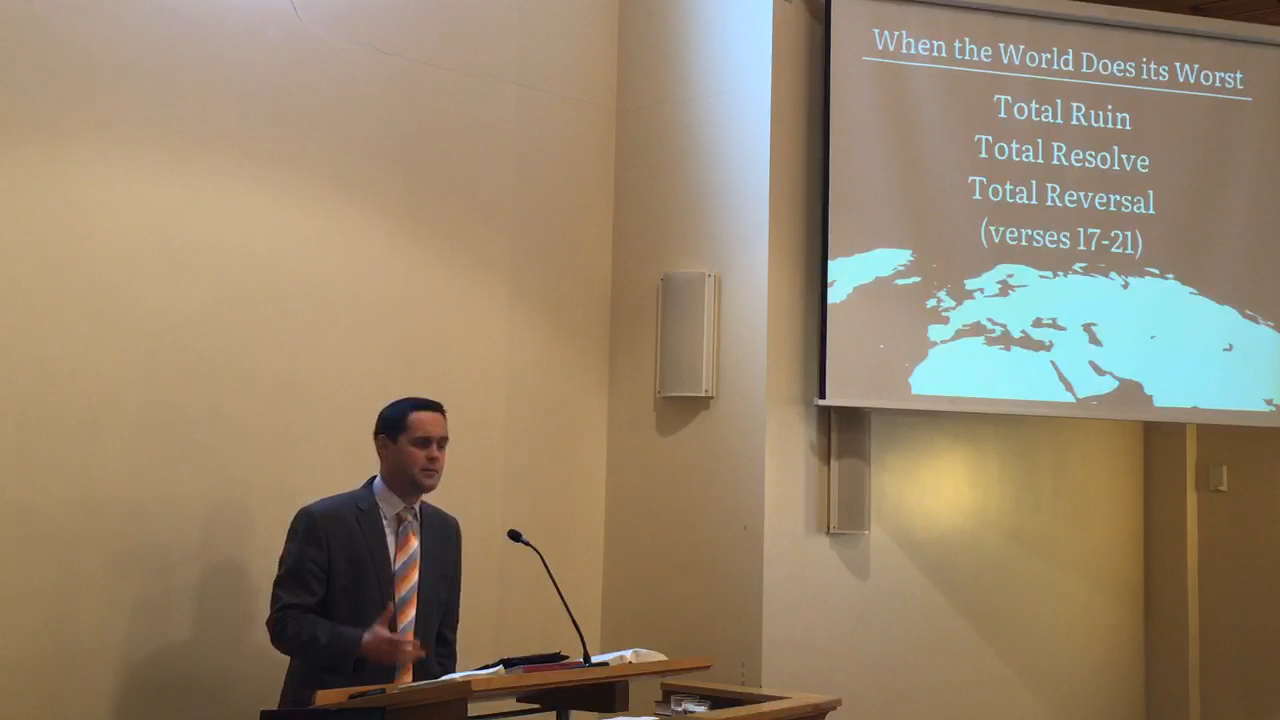 When the World Does its Worst
Total Ruin
Total Resolve
Total Reversal
(verses 17-21)